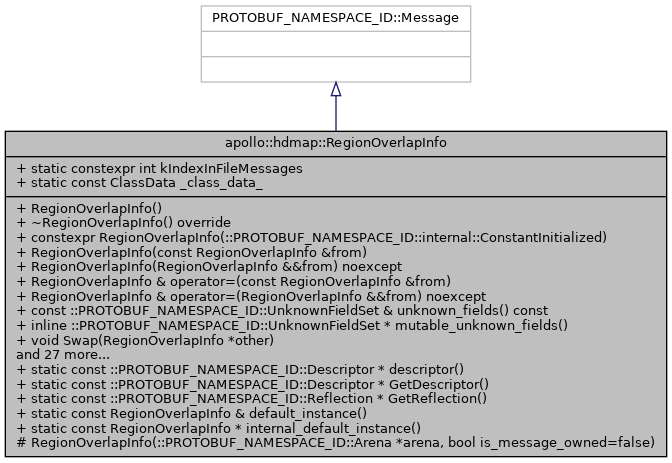 PROTOBUF_NAMESPACE_ID::Message
apollo::hdmap::RegionOverlapInfo
+ static constexpr int kIndexInFileMessages
+ static const ClassData _class_data_
+ RegionOverlapInfo()
+ ~RegionOverlapInfo() override
+ constexpr RegionOverlapInfo(::PROTOBUF_NAMESPACE_ID::internal::ConstantInitialized)
+ RegionOverlapInfo(const RegionOverlapInfo &from)
+ RegionOverlapInfo(RegionOverlapInfo &&from) noexcept
+ RegionOverlapInfo & operator=(const RegionOverlapInfo &from)
+ RegionOverlapInfo & operator=(RegionOverlapInfo &&from) noexcept
+ const ::PROTOBUF_NAMESPACE_ID::UnknownFieldSet & unknown_fields() const
+ inline ::PROTOBUF_NAMESPACE_ID::UnknownFieldSet * mutable_unknown_fields()
+ void Swap(RegionOverlapInfo *other)
and 27 more...
+ static const ::PROTOBUF_NAMESPACE_ID::Descriptor * descriptor()
+ static const ::PROTOBUF_NAMESPACE_ID::Descriptor * GetDescriptor()
+ static const ::PROTOBUF_NAMESPACE_ID::Reflection * GetReflection()
+ static const RegionOverlapInfo & default_instance()
+ static const RegionOverlapInfo * internal_default_instance()
# RegionOverlapInfo(::PROTOBUF_NAMESPACE_ID::Arena *arena, bool is_message_owned=false)